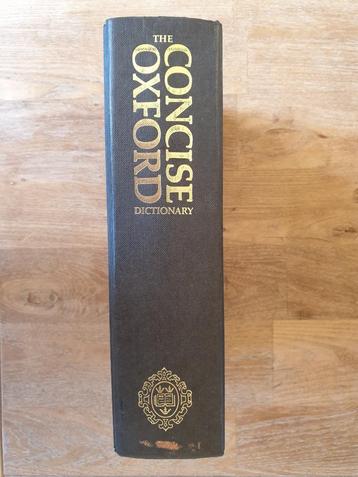 THE
CONCISE
OXFORD
DICTIONARY